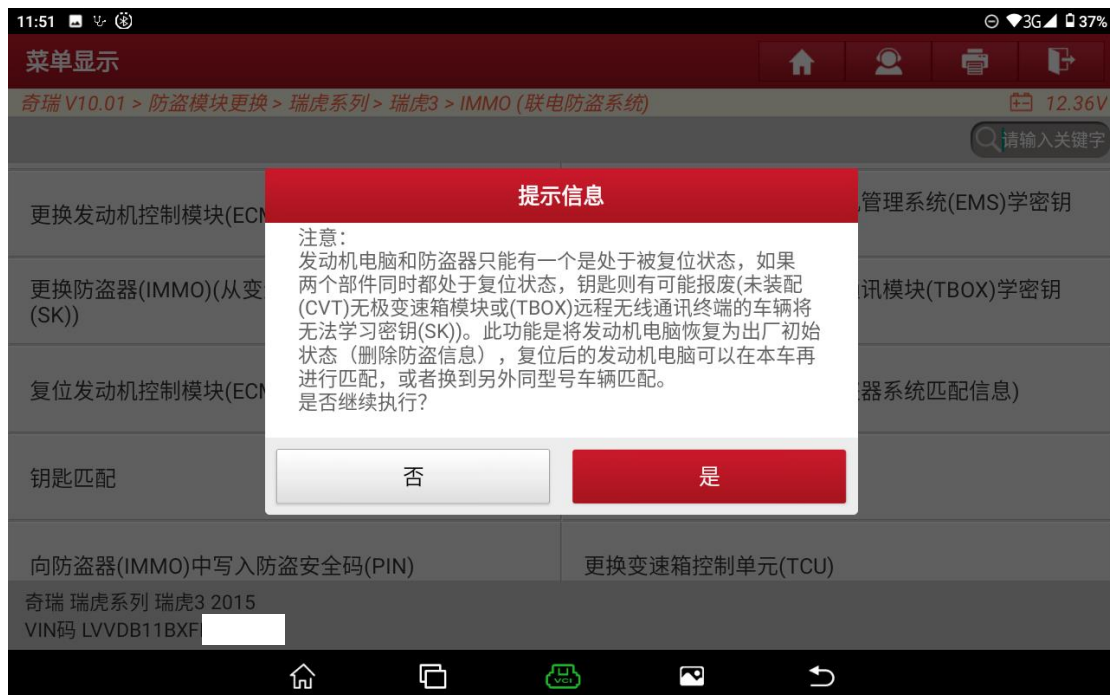 11:51
3G 37%
菜单显示
奇瑞 V10.01 > 防盗模块更换 > 瑞虎系列 > 瑞虎3 > IMMO (联电防盗系统)
12.36V
请输入关键字
提示信息
更换发动机控制模块(ECM
管理系统(EMS)学密钥
注意：
发动机电脑和防盗器只能有一个是处于被复位状态，如果
两个部件同时都处于复位状态，钥匙则有可能报废(未装配
(CVT)无极变速箱模块或(TBOX)远程无线通讯终端的车辆将
无法学习密钥(SK))。此功能是将发动机电脑恢复为出厂初始
状态（删除防盗信息），复位后的发动机电脑可以在本车再
进行匹配，或者换到另外同型号车辆匹配。
是否继续执行？
更换防盗器(IMMO)(从变
(SK))
讯模块(TBOX)学密钥
复位发动机控制模块(ECM
器系统匹配信息)
钥匙匹配
否
是
向防盗器(IMMO)中写入防盗安全码(PIN)
更换变速箱控制单元(TCU)
奇瑞 瑞虎系列 瑞虎3 2015
VIN码 LVVDB11BXF
VCI